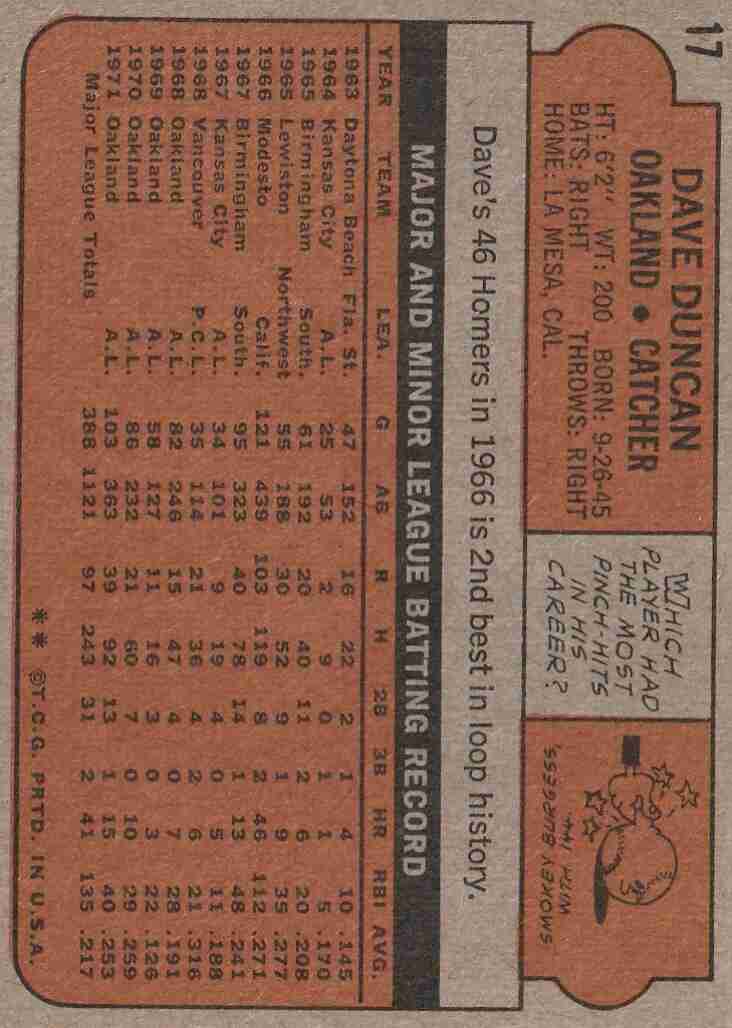 17
DAVE DUNCAN
OAKLAND • CATCHER
HT: 6'2" WT: 200 BORN: 9-26-45
BATS: RIGHT THROWS: RIGHT
HOME: LA MESA, CAL.
WHICH
PLAYER HAD
THE MOST
PINCH-HITS
IN HIS
CAREER?
SMOKEY BURGESS,
WITH 144.
Dave's 46 Homers in 1966 is 2nd best in loop history.
MAJOR AND MINOR LEAGUE BATTING RECORD
YEAR TEAM LEA. G AB R H 2B 3B HR RBI AVG.
1963 Daytona Beach Fla. St. 47 152 16 22 2 1 4 10 .145
1964 Kansas City A.L. 25 53 2 9 0 1 1 5 .170
1965 Birmingham South. 61 192 20 40 11 2 6 20 .208
1965 Lewiston Northwest 55 188 30 52 9 1 9 35 .277
1966 Modesto Calif. 121 439 103 119 8 2 46 112 .271
1967 Birmingham South. 95 323 40 78 14 1 13 48 .241
1967 Kansas City A.L. 34 101 9 19 4 0 5 11 .188
1968 Vancouver P.C.L. 35 114 21 36 4 2 6 21 .316
1968 Oakland A.L. 82 246 15 47 4 0 7 28 .191
1969 Oakland A.L. 58 127 11 16 3 0 3 22 .126
1970 Oakland A.L. 86 232 21 60 7 0 10 29 .259
1971 Oakland A.L. 103 363 39 92 13 1 15 40 .253
Major League Totals 388 1121 97 243 31 2 41 135 .217
** ©T.C.G. PRTD. IN U.S.A.